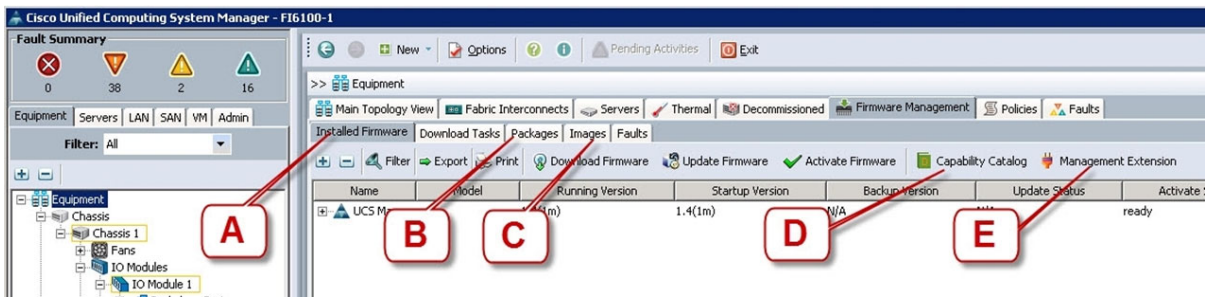 Cisco Unified Computing System Manager - FI6100-1
Fault Summary
0 38 2 16
Equipment Servers LAN SAN VM Admin
Filter: All
Equipment
Chassis
Chassis 1
Fans
IO Modules
IO Module 1
New Options Pending Activities Exit
>> Equipment
Main Topology View Fabric Interconnects Servers Thermal Decommissioned Firmware Management Policies Faults
Installed Firmware Download Tasks Packages Images Faults
Filter Export Print Download Firmware Update Firmware Activate Firmware Capability Catalog Management Extension
Name Model Running Version Startup Version Backup Version Update Status Activate
UCS 1.4(1m) ready
A B C D E